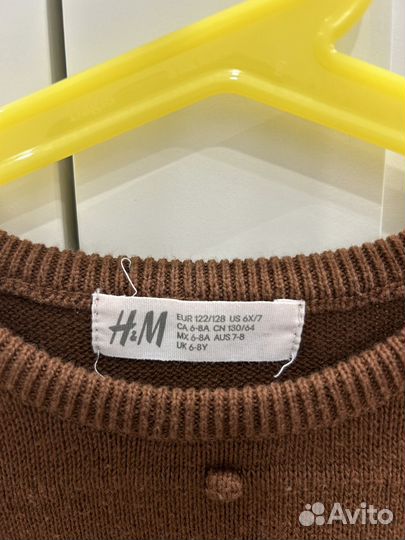 H&M
EUR 122/128 US 6X/7
CA 6-8A CN 130/64
MX 6-8A AUS 7-8
UK 6-8Y
Avito